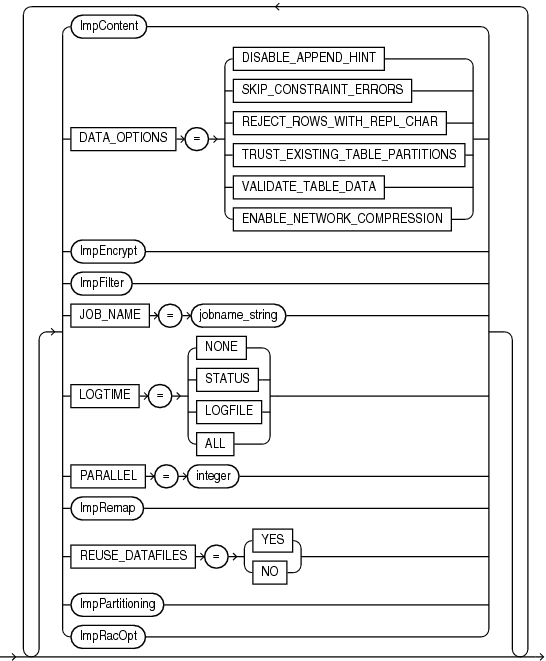 ImpContent
DISABLE_APPEND_HINT
SKIP_CONSTRAINT_ERRORS
REJECT_ROWS_WITH_REPL_CHAR
DATA_OPTIONS =
TRUST_EXISTING_TABLE_PARTITIONS
VALIDATE_TABLE_DATA
ENABLE_NETWORK_COMPRESSION
ImpEncrypt
ImpFilter
JOB_NAME = jobname_string
NONE
STATUS
LOGTIME =
LOGFILE
ALL
PARALLEL = integer
ImpRemap
YES
REUSE_DATAFILES =
NO
ImpPartitioning
ImpRacOpt